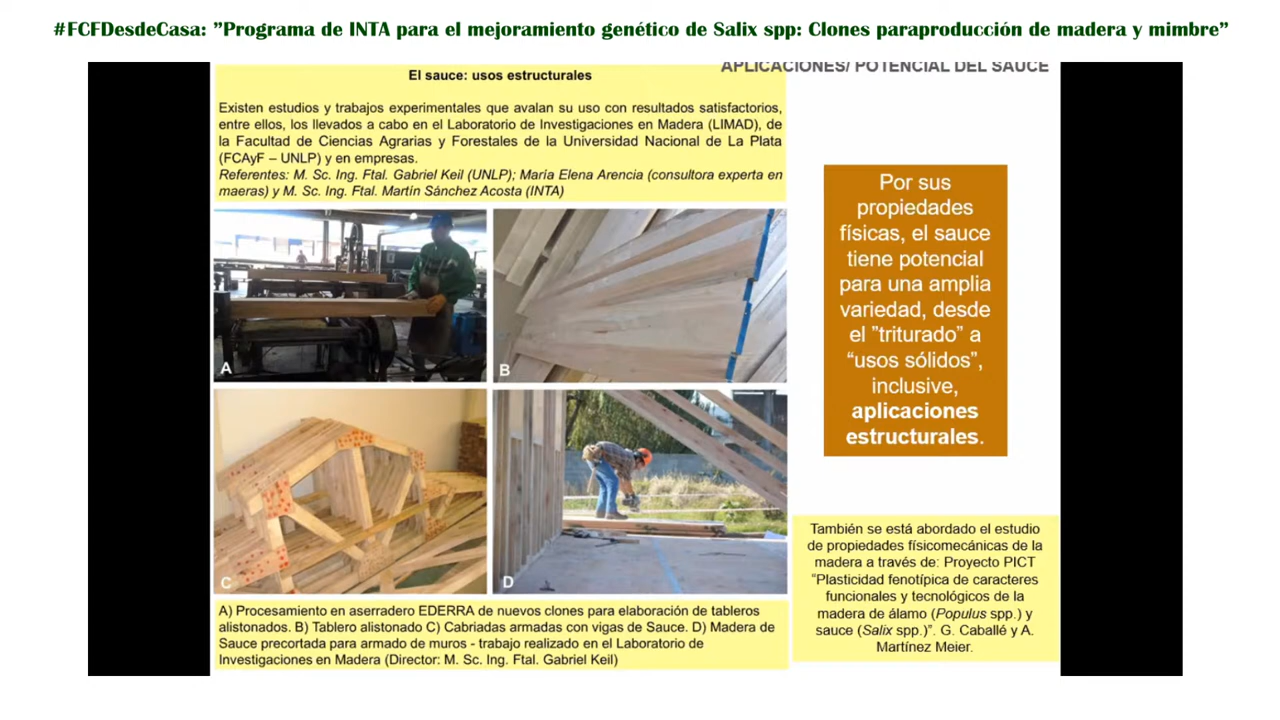 #FCFDesdeCasa: ”Programa de INTA para el mejoramiento genético de Salix spp: Clones paraproducción de madera y mimbre”
APLICACIONES/ POTENCIAL DEL SAUCE
El sauce: usos estructurales
Existen estudios y trabajos experimentales que avalan su uso con resultados satisfactorios,
entre ellos, los llevados a cabo en el Laboratorio de Investigaciones en Madera (LIMAD), de
la Facultad de Ciencias Agrarias y Forestales de la Universidad Nacional de La Plata
(FCAyF – UNLP) y en empresas.
Referentes: M. Sc. Ing. Ftal. Gabriel Keil (UNLP); María Elena Arencia (consultora experta en
maeras) y M. Sc. Ing. Ftal. Martín Sánchez Acosta (INTA)
A
B
C
D
A) Procesamiento en aserradero EDERRA de nuevos clones para elaboración de tableros
alistonados. B) Tablero alistonado C) Cabriadas armadas con vigas de Sauce. D) Madera de
Sauce precortada para armado de muros - trabajo realizado en el Laboratorio de
Investigaciones en Madera (Director: M. Sc. Ing. Ftal. Gabriel Keil)
Por sus
propiedades
físicas, el sauce
tiene potencial
para una amplia
variedad, desde
el ”triturado” a
“usos sólidos”,
inclusive,
aplicaciones
estructurales.
También se está abordado el estudio
de propiedades físicomecánicas de la
madera a través de: Proyecto PICT
“Plasticidad fenotípica de caracteres
funcionales y tecnológicos de la
madera de álamo (Populus spp.) y
sauce (Salix spp.)”. G. Caballé y A.
Martínez Meier.